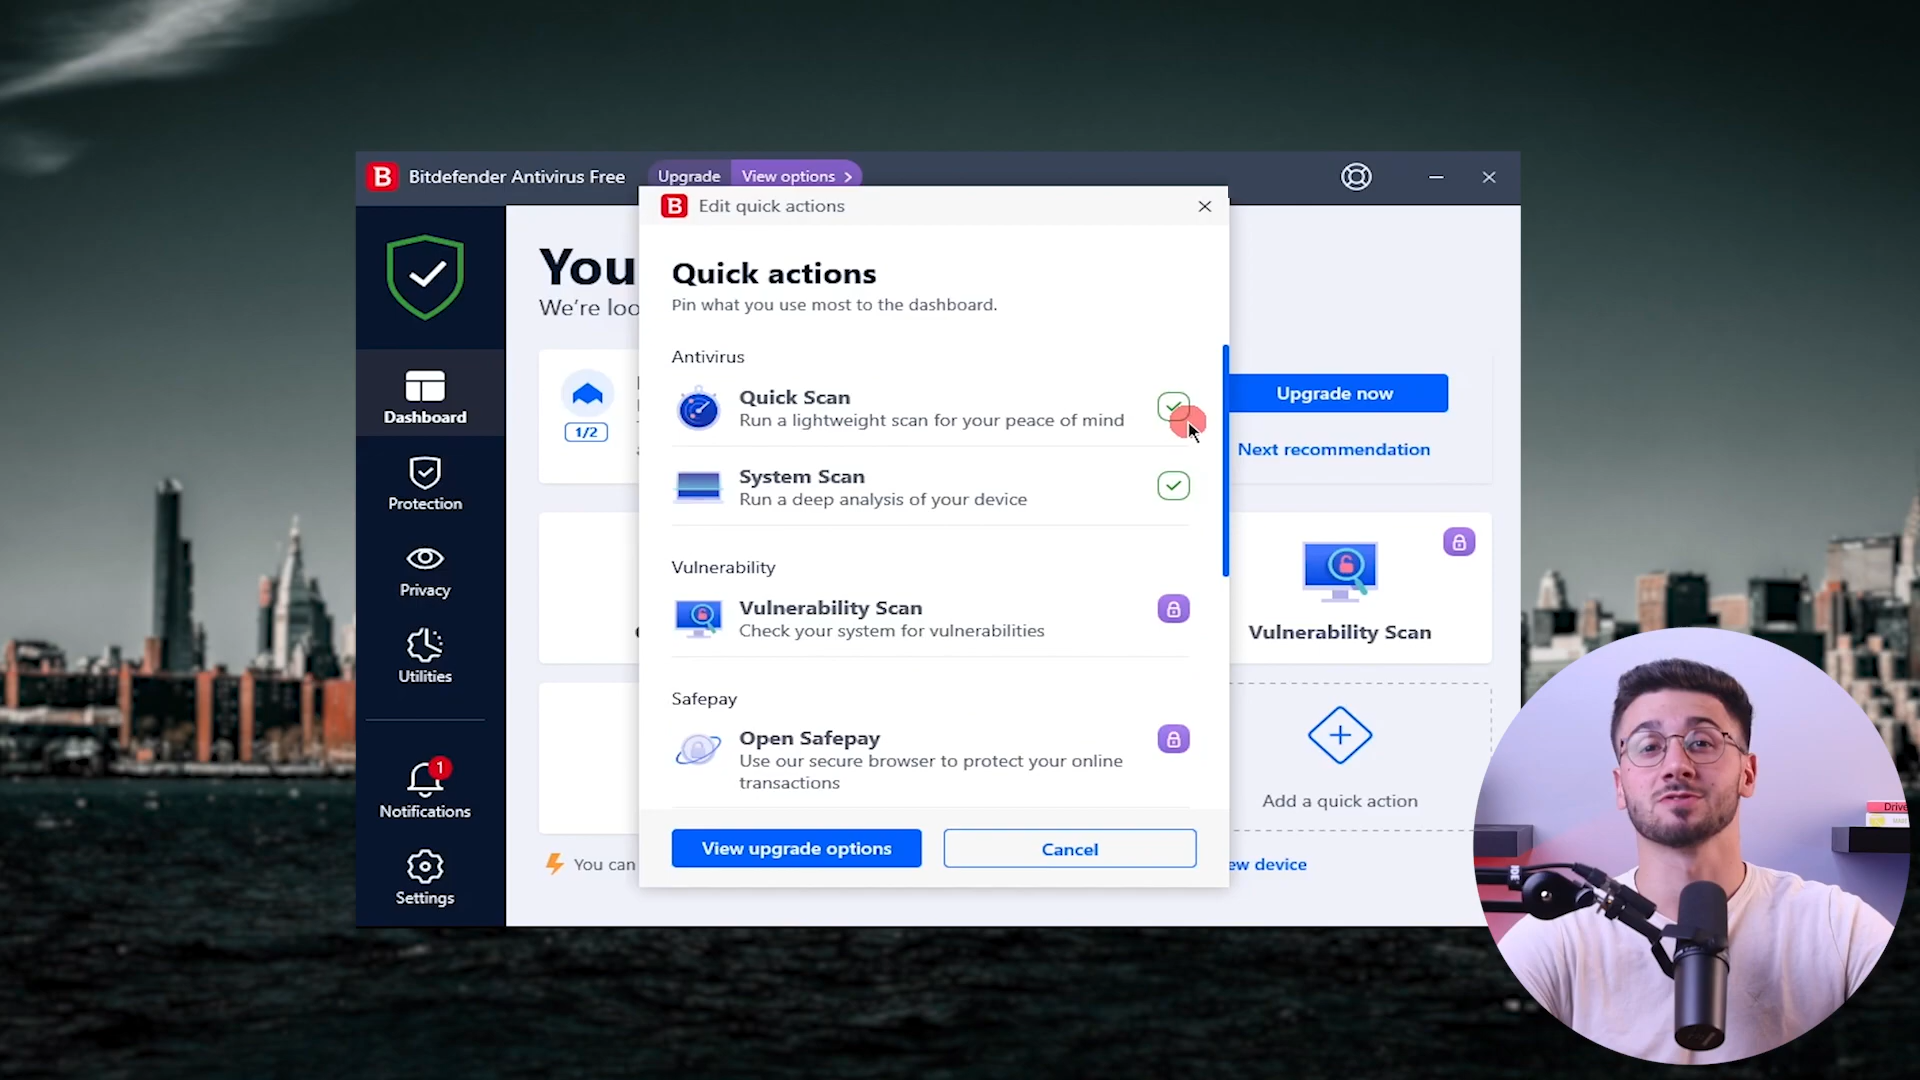 B Bitdefender Antivirus Free Upgrade View options >
B Edit quick actions
Quick actions
Pin what you use most to the dashboard.
Antivirus
Quick Scan
Run a lightweight scan for your peace of mind
System Scan
Run a deep analysis of your device
Vulnerability
Vulnerability Scan
Check your system for vulnerabilities
Safepay
Open Safepay
Use our secure browser to protect your online
transactions
View upgrade options
Cancel
Dashboard
Protection
Privacy
Utilities
1
Notifications
Settings
You
We're loo
1/2
Upgrade now
Next recommendation
Vulnerability Scan
Add a quick action
You can
ew device
Drive